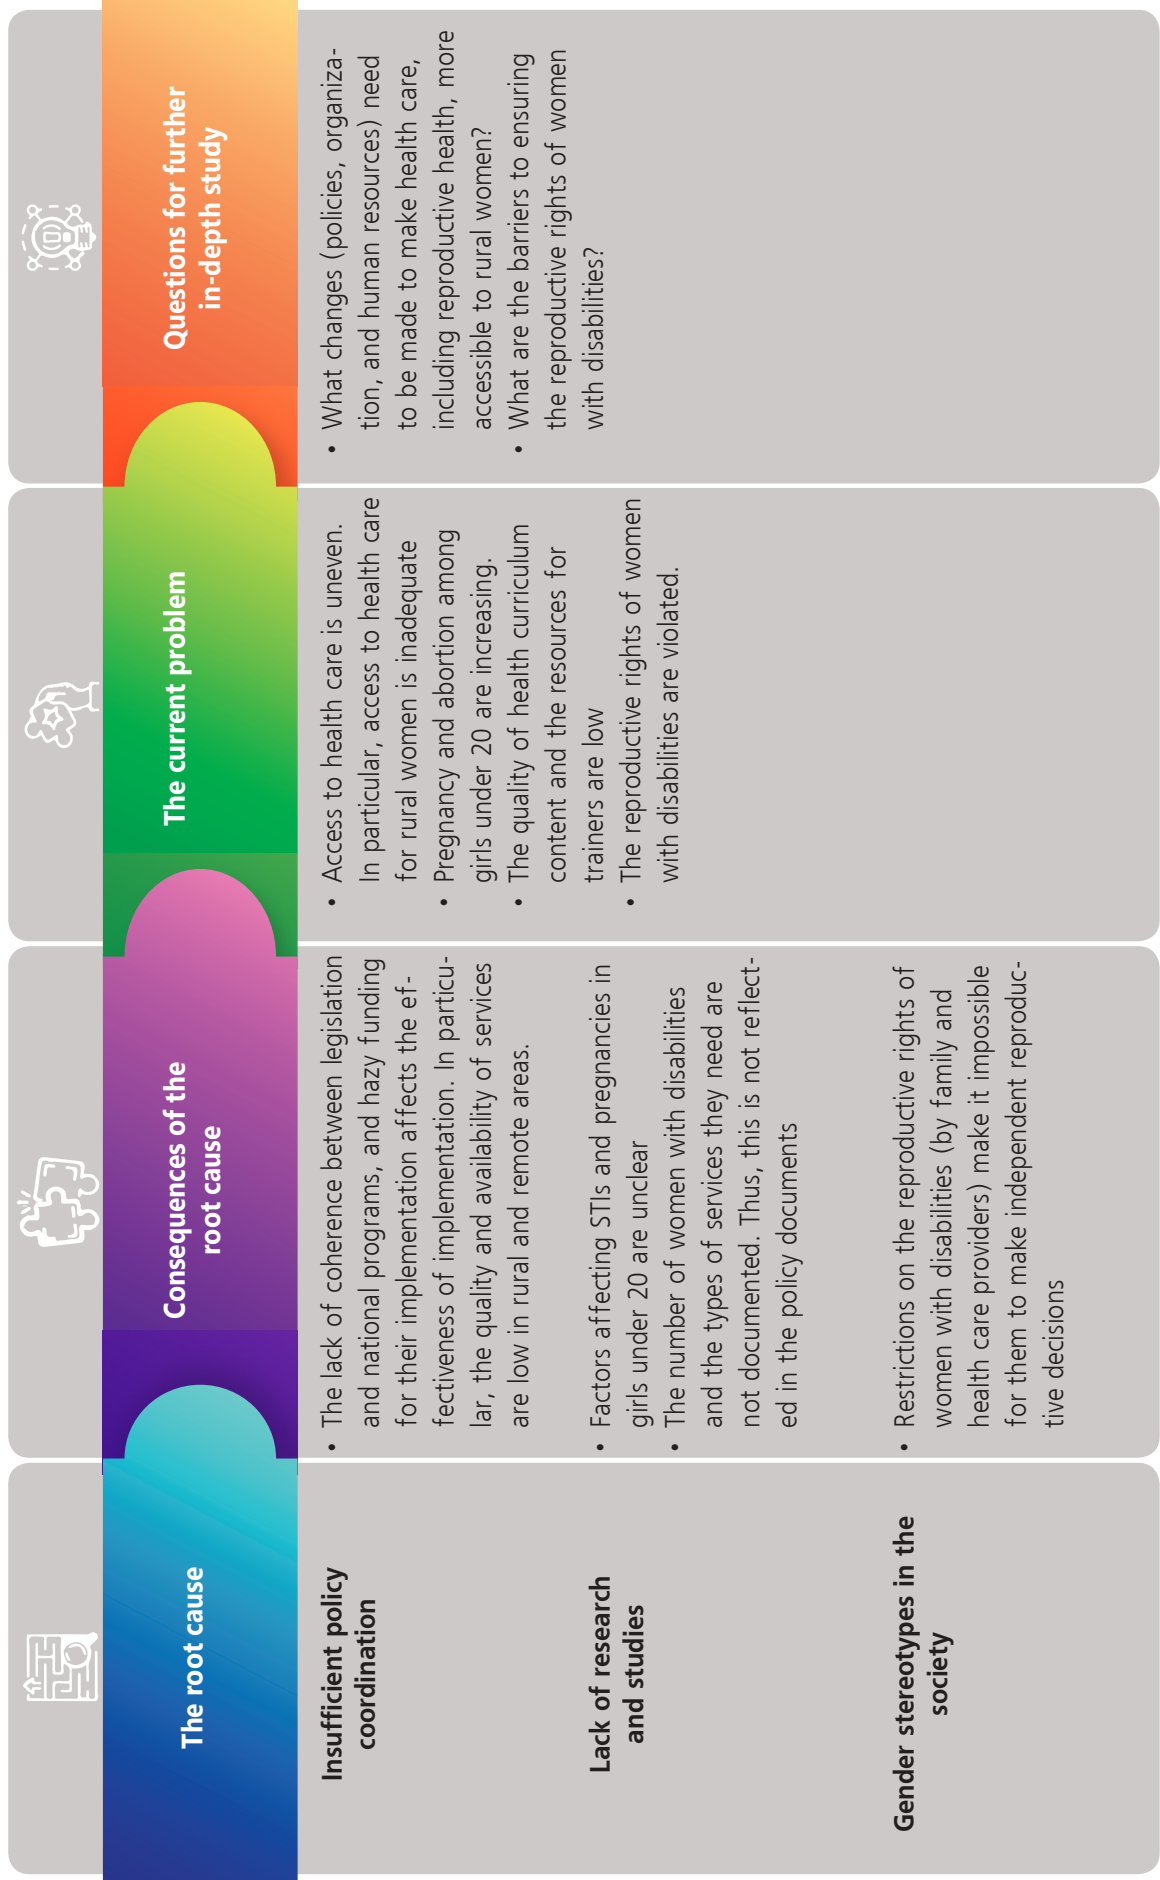 The root cause
Insufficient policy
coordination
Lack of research
and studies
Gender stereotypes in the
society
Consequences of the
root cause
• The lack of coherence between legislation
and national programs, and hazy funding
for their implementation affects the ef-
fectiveness of implementation. In particu-
lar, the quality and availability of services
are low in rural and remote areas.
• Factors affecting STIs and pregnancies in
girls under 20 are unclear
• The number of women with disabilities
and the types of services they need are
not documented. Thus, this is not reflect-
ed in the policy documents
• Restrictions on the reproductive rights of
women with disabilities (by family and
health care providers) make it impossible
for them to make independent reproduc-
tive decisions
The current problem
• Access to health care is uneven.
In particular, access to health care
for rural women is inadequate
• Pregnancy and abortion among
girls under 20 are increasing.
• The quality of health curriculum
content and the resources for
trainers are low
• The reproductive rights of women
with disabilities are violated.
Questions for further
in-depth study
• What changes (policies, organiza-
tion, and human resources) need
to be made to make health care,
including reproductive health, more
accessible to rural women?
• What are the barriers to ensuring
the reproductive rights of women
with disabilities?